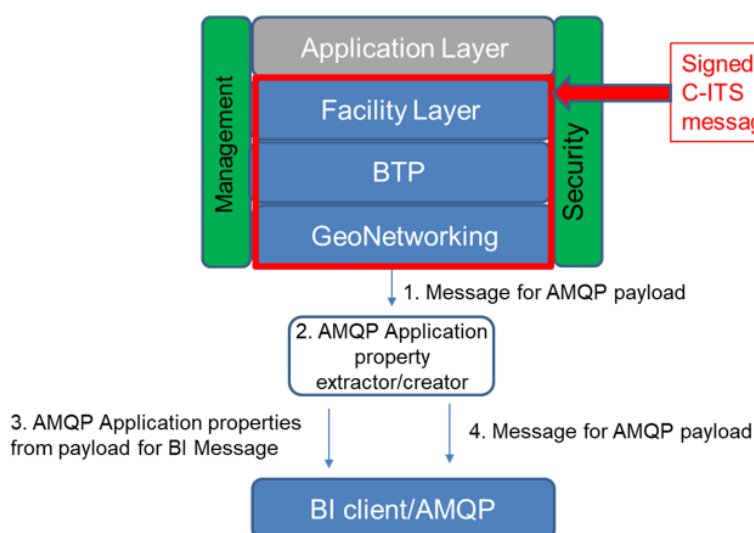 Application Layer
Management
Facility Layer
BTP
GeoNetworking
Security
Signed
C-ITS
1. Message for AMQP payload
2. AMQP Application
property
extractor/creator
3. AMQP Application properties
from payload for BI Message
4. Message for AMQP payload
BI client/AMQP